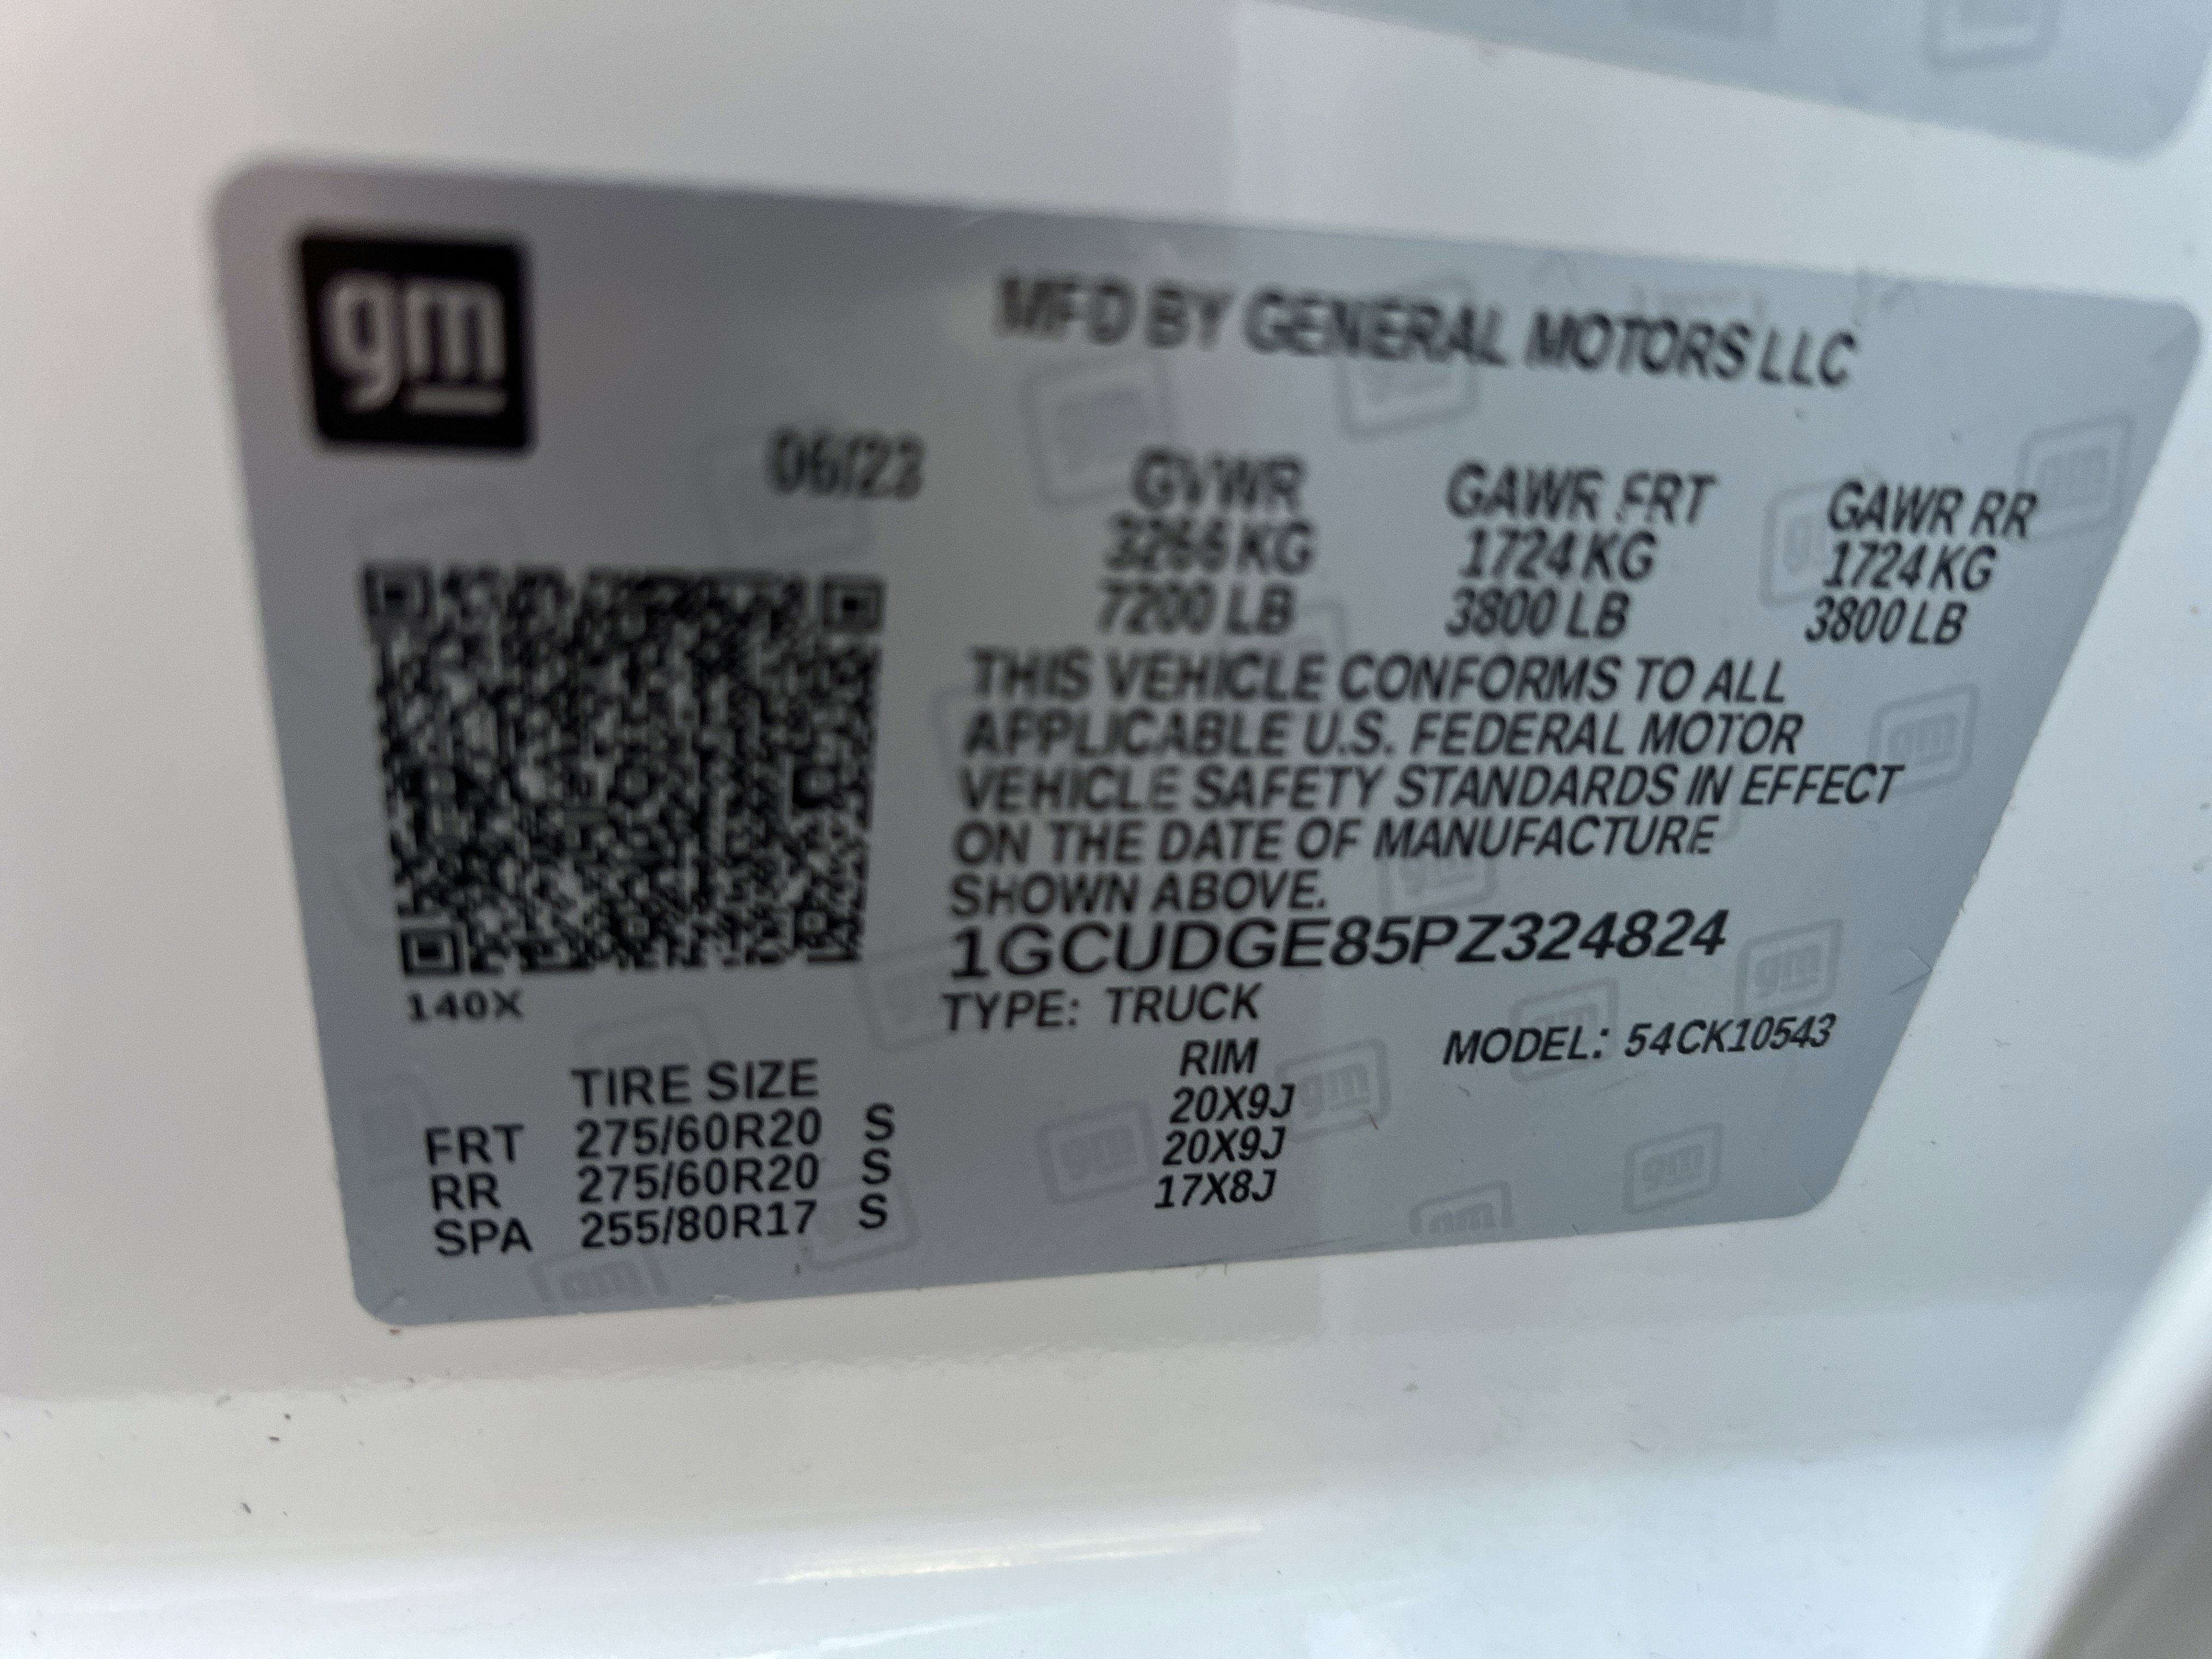 gm
MFD BY GENERAL MOTORS LLC
06/23
GVWR GAWR FRT GAWR RR
3266 KG 1724 KG 1724 KG
7200 LB 3800 LB 3800 LB
THIS VEHICLE CONFORMS TO ALL
APPLICABLE U.S. FEDERAL MOTOR
VEHICLE SAFETY STANDARDS IN EFFECT
ON THE DATE OF MANUFACTURE
SHOWN ABOVE.
1GCUDGE85PZ324824
140X
TYPE: TRUCK
MODEL: 54CK10543
TIRE SIZE RIM
FRT 275/60R20 S 20X9J
RR 275/60R20 S 20X9J
SPA 255/80R17 S 17X8J